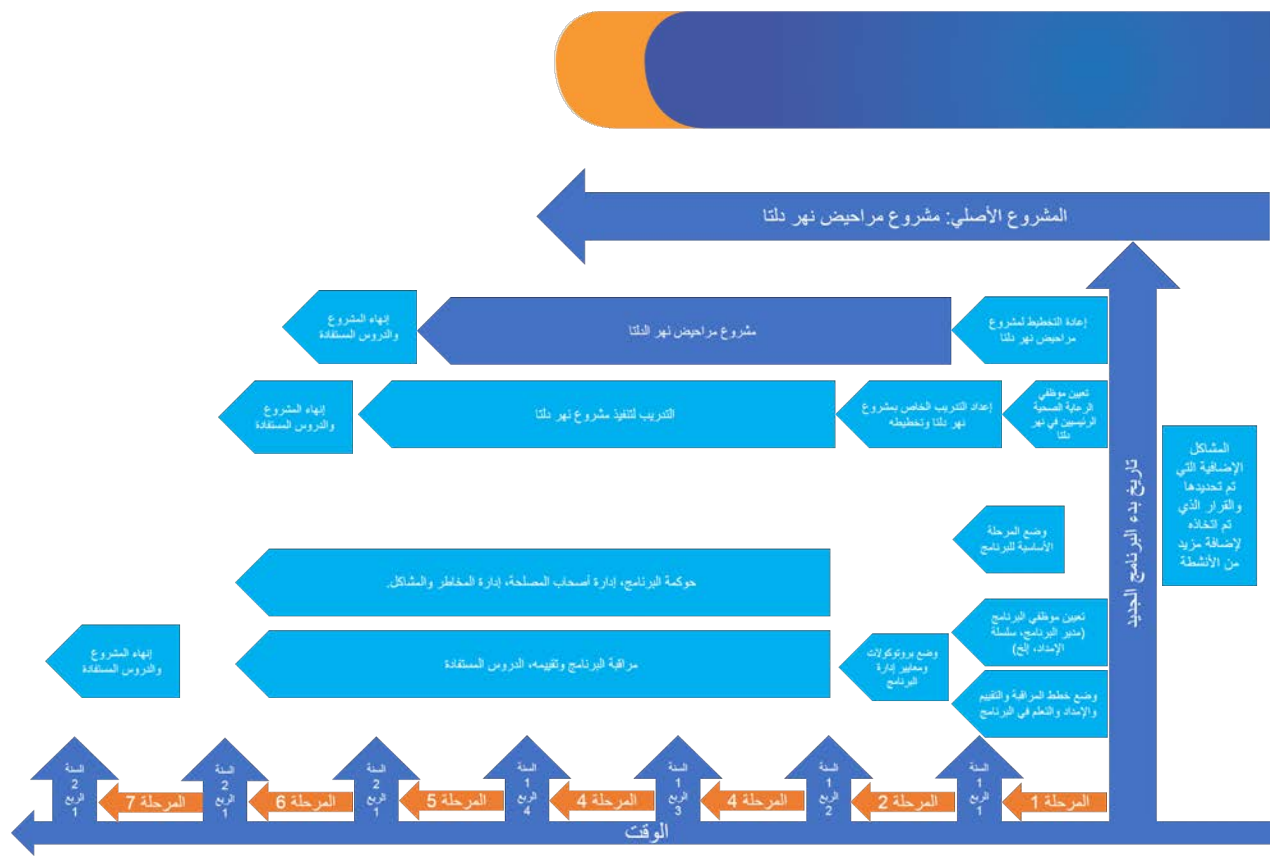 المشروع الأصلي: مشروع مراحيض نهر دلتا
إعادة التخطيط لمشروع
مراحيض نهر دلتا
مشروع مراحيض نهر الدلتا
إنهاء المشروع
والدروس المستفادة
تعيين موظفي
الرعاية الصحية
الرئيسيين في نهر
دلتا
إعداد التدريب الخاص بمشروع
نهر دلتا وتخطيطه
التدريب لتنفيذ مشروع نهر دلتا
إنهاء المشروع
والدروس المستفادة
المشاكل
الإضافية التي
تم تحديدها
والقرار الذي
تم اتخاذه
لإضافة مزيد
من الأنشطة
تاريخ بدء البرنامج الجديد
وضع المرحلة
الأساسية للبرنامج
حوكمة البرنامج، إدارة أصحاب المصلحة، إدارة المخاطر والمشاكل.
تعيين موظفي البرنامج
(مدير البرنامج، سلسلة
الإمداد، إلخ)
وضع بروتوكولات
ومعايير إدارة
البرنامج
مراقبة البرنامج وتقييمه، الدروس المستفادة
إنهاء المشروع
والدروس المستفادة
وضع خطط المراقبة والتقييم
والإمداد والتعلم في البرنامج
المرحلة 1
السنة
1
الربع
1
المرحلة 2
السنة
1
الربع
2
المرحلة 4
السنة
1
الربع
3
المرحلة 4
السنة
1
الربع
4
المرحلة 5
السنة
2
الربع
1
المرحلة 6
السنة
2
الربع
1
المرحلة 7
السنة
2
الربع
1
الوقت